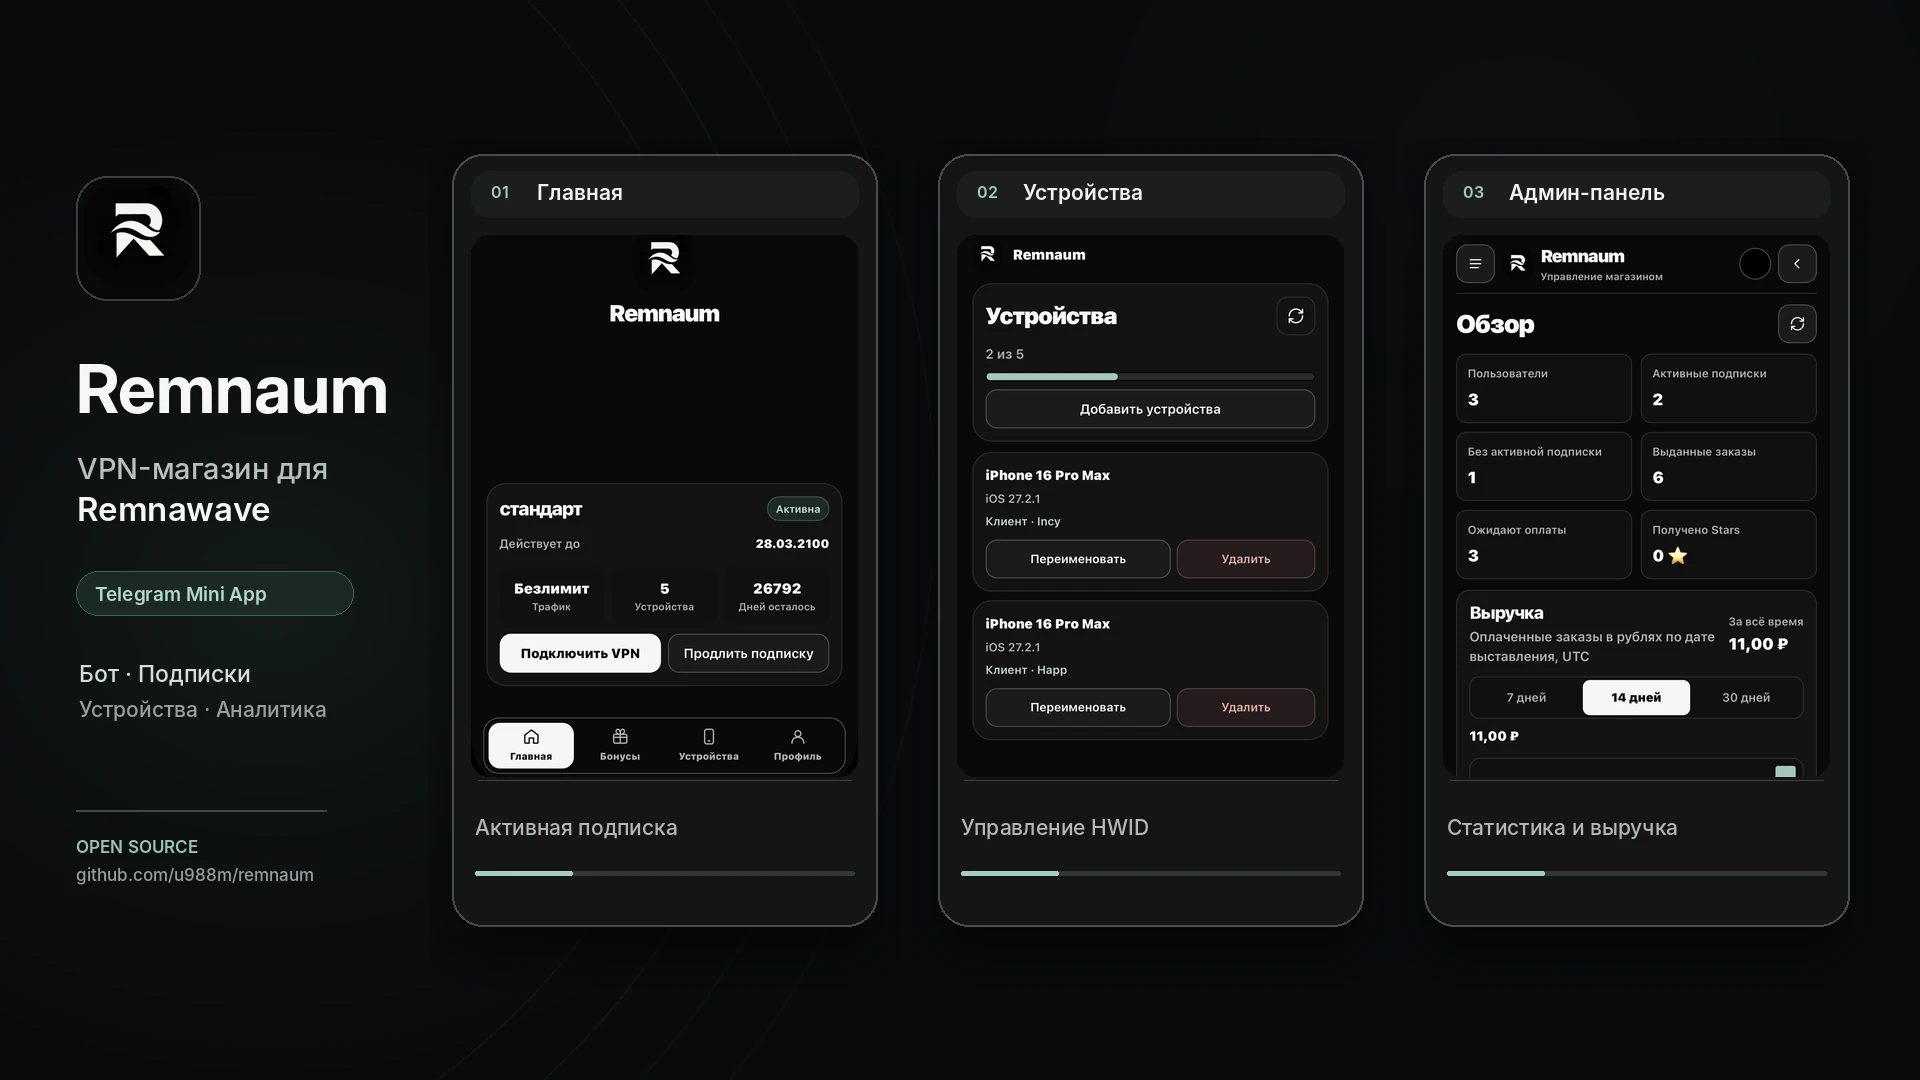 Remnaum
VPN-магазин для
Remnawave
Telegram Mini App
Бот · Подписки
Устройства · Аналитика
OPEN SOURCE
github.com/u988m/remnaum
01 Главная
Remnaum
стандарт Активна
Действует до 28.03.2100
Безлимит 5 26792
Трафик Устройства Дней осталось
Подключить VPN Продлить подписку
Главная Бонусы Устройства Профиль
Активная подписка
02 Устройства
Remnaum
Устройства
2 из 5
Добавить устройства
iPhone 16 Pro Max
iOS 27.2.1
Клиент · Incy
Переименовать Удалить
iPhone 16 Pro Max
iOS 27.2.1
Клиент · Happ
Переименовать Удалить
Управление HWID
03 Админ-панель
Remnaum
Управление магазином
Обзор
Пользователи Активные подписки
3 2
Без активной подписки Выданные заказы
1 6
Ожидают оплаты Получено Stars
3 0 ⭐
Выручка За всё время
Оплаченные заказы в рублях по дате 11,00 ₽
выставления, UTC
7 дней 14 дней 30 дней
11,00 ₽
Статистика и выручка